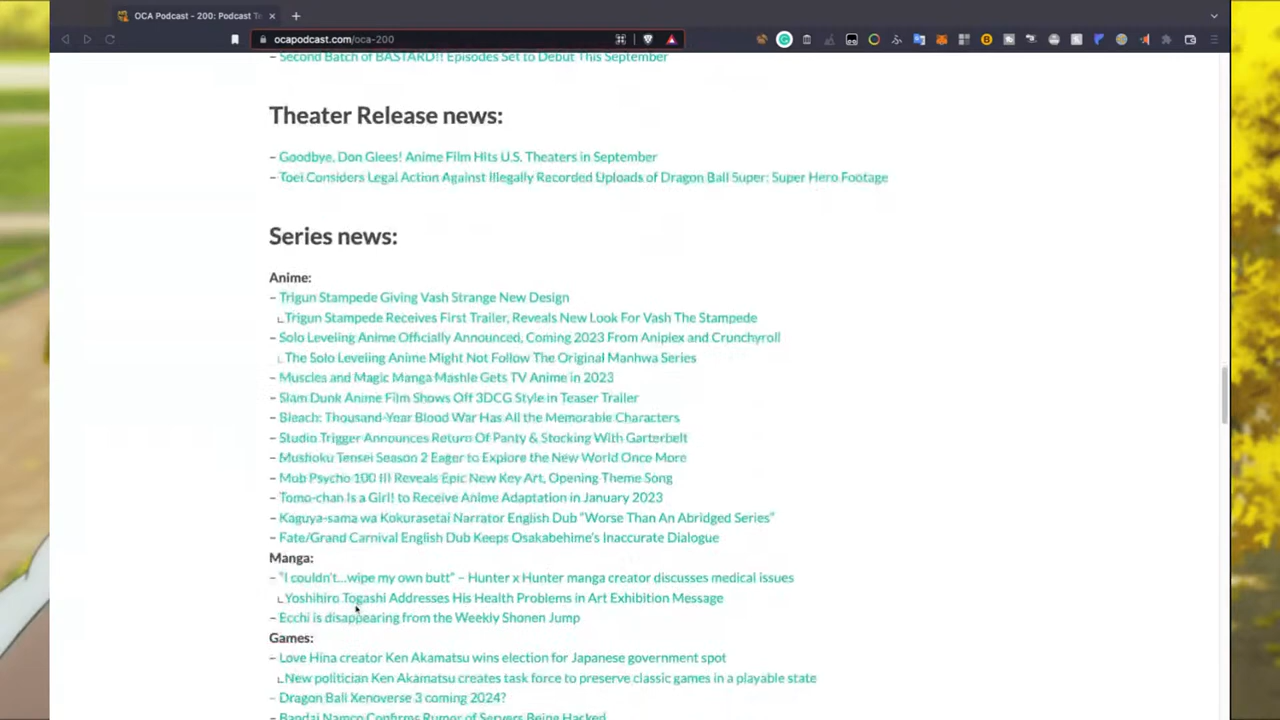 OCA Podcast - 200: Podcast
ocapodcast.com/oca-200
– Second Batch of BASTARD!! Episodes Set to Debut This September
Theater Release news:
– Goodbye, Don Glees! Anime Film Hits U.S. Theaters in September
– Toei Considers Legal Action Against Illegally Recorded Uploads of Dragon Ball Super: Super Hero Footage
Series news:
Anime:
– Trigun Stampede Giving Vash Strange New Design
∟Trigun Stampede Receives First Trailer, Reveals New Look For Vash The Stampede
– Solo Leveling Anime Officially Announced, Coming 2023 From Aniplex and Crunchyroll
∟The Solo Leveling Anime Might Not Follow The Original Manhwa Series
– Muscles and Magic Manga Mashle Gets TV Anime in 2023
– Slam Dunk Anime Film Shows Off 3DCG Style in Teaser Trailer
– Bleach: Thousand-Year Blood War Has All the Memorable Characters
– Studio Trigger Announces Return Of Panty & Stocking With Garterbelt
– Mushoku Tensei Season 2 Eager to Explore the New World Once More
– Mob Psycho 100 III Reveals Epic New Key Art, Opening Theme Song
– Tomo-chan Is a Girl! to Receive Anime Adaptation in January 2023
– Kaguya-sama wa Kokurasetai Narrator English Dub “Worse Than An Abridged Series”
– Fate/Grand Carnival English Dub Keeps Osakabehime’s Inaccurate Dialogue
Manga:
– “I couldn’t…wipe my own butt” – Hunter x Hunter manga creator discusses medical issues
∟Yoshihiro Togashi Addresses His Health Problems in Art Exhibition Message
– Ecchi is disappearing from the Weekly Shonen Jump
Games:
– Love Hina creator Ken Akamatsu wins election for Japanese government spot
∟New politician Ken Akamatsu creates task force to preserve classic games in a playable state
– Dragon Ball Xenoverse 3 coming 2024?
– Bandai Namco Confirms Rumor of Servers Being Hacked